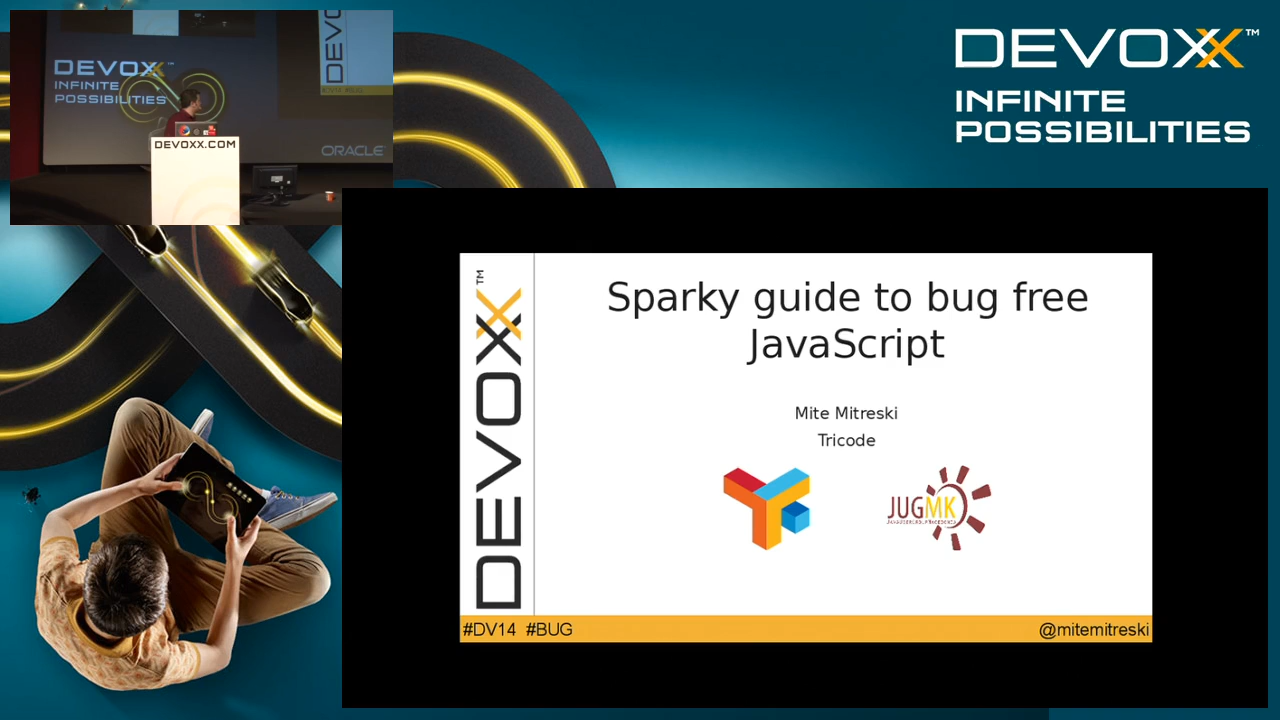 DEVOXX™
INFINITE
POSSIBILITIES
DEVOXX™
INFINITE
POSSIBILITIES
DEVOXX.COM
ORACLE
DEVOXX™
Sparky guide to bug free
JavaScript
Mite Mitreski
Tricode
JUGMK
#DV14 #BUG
@mitemitreski